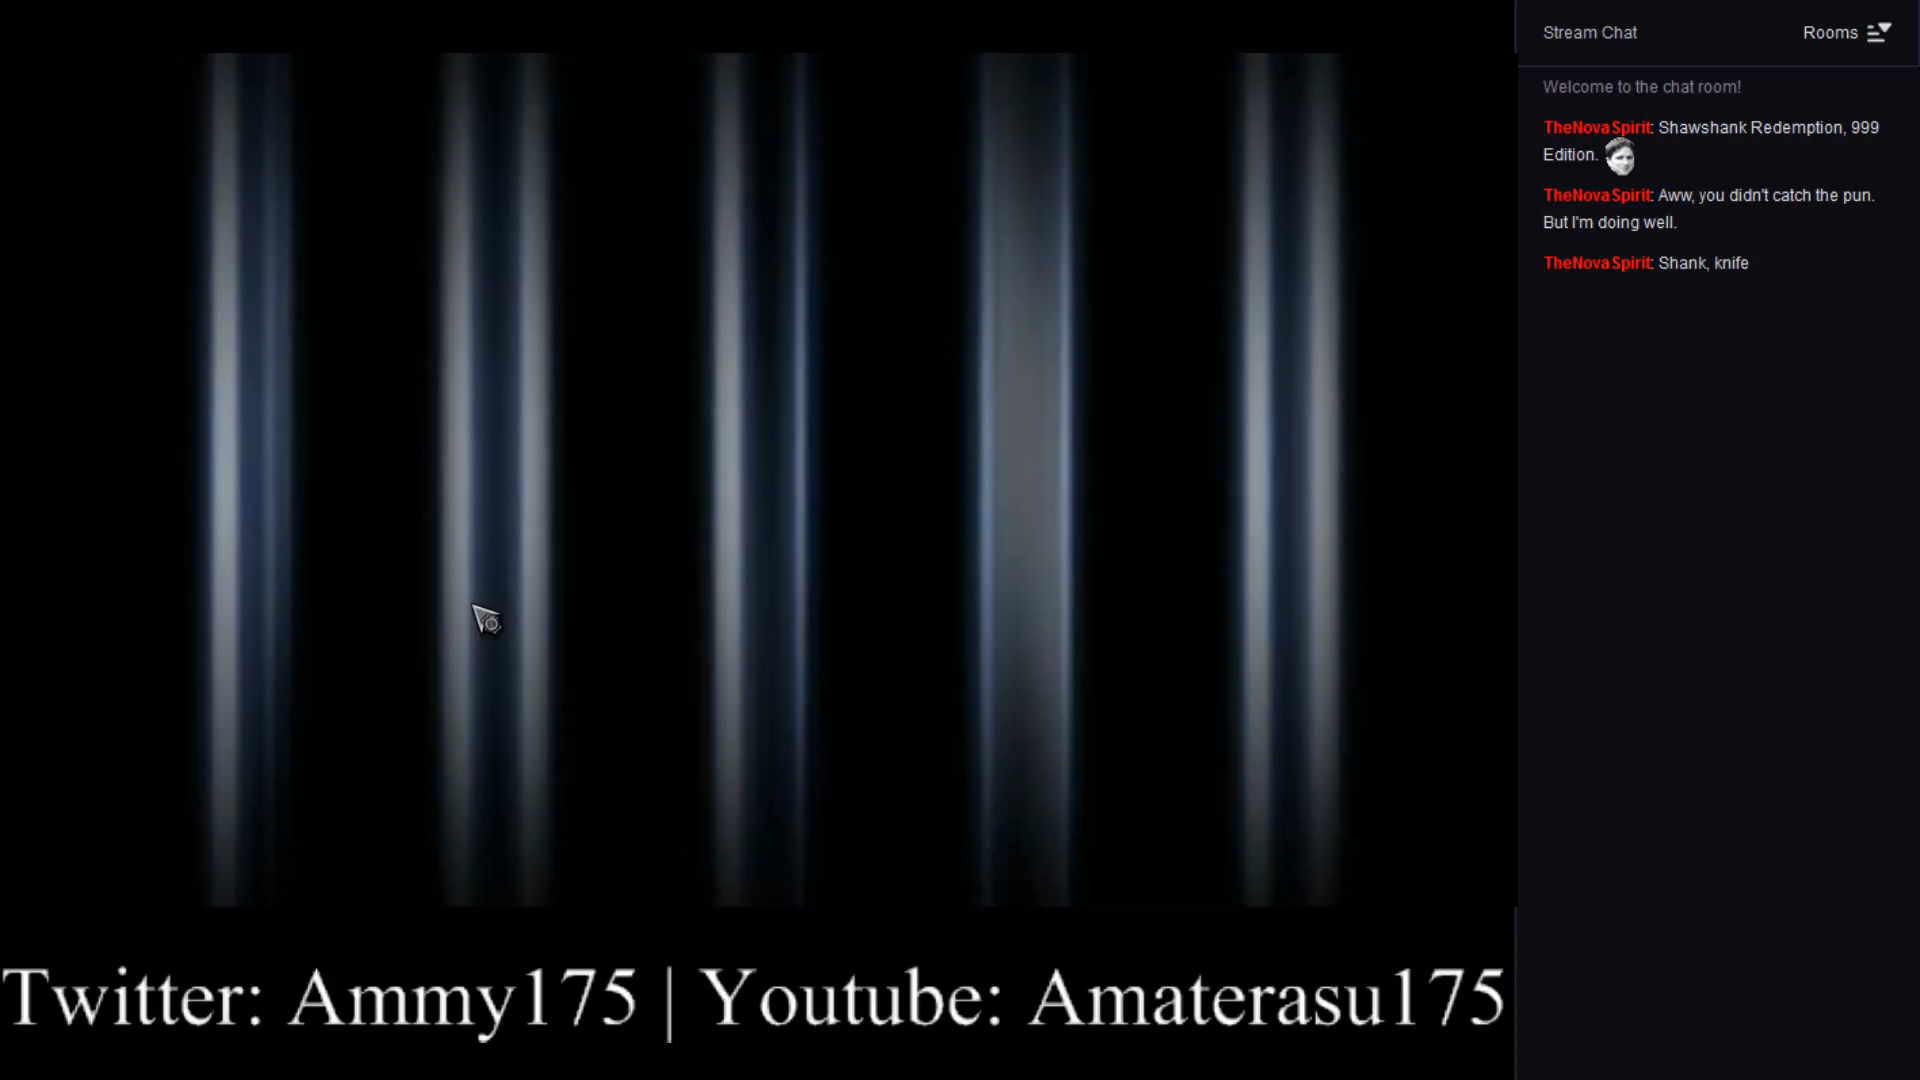 Stream Chat
Rooms
Welcome to the chat room!
TheNovaSpirit: Shawshank Redemption, 999
Edition.
TheNovaSpirit: Aww, you didn't catch the pun.
But I'm doing well.
TheNovaSpirit: Shank, knife
Twitter: Ammy175 | Youtube: Amaterasu175